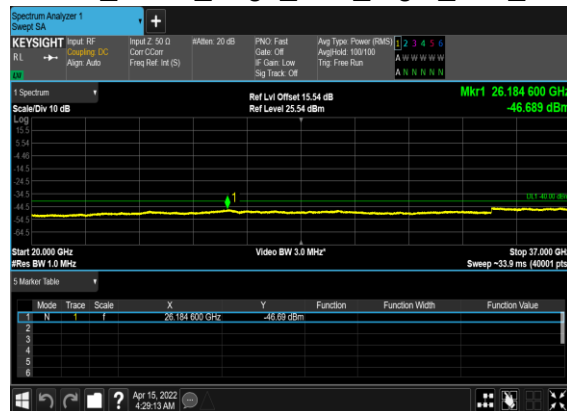 Spectrum Analyzer 1
Swept SA
KEYSIGHT
RL
Input: RF
Coupling: DC
Align: Auto
Input Z: 50 Ω
Corr CCorr
Freq Ref: Int (S)
#Atten: 20 dB
PNO: Fast
Gate: Off
IF Gain: Low
Sig Track: Off
Avg Type: Power (RMS)
Avg|Hold: 100/100
Trig: Free Run
1 2 3 4 5 6
A W W W W W
A N N N N N
1 Spectrum
Scale/Div 10 dB
Ref Lvl Offset 15.54 dB
Ref Level 25.54 dBm
Mkr1 26.184 600 GHz
-46.689 dBm
Log
15.5
5.54
-4.46
-14.5
-24.5
-34.5
-44.5
-54.5
-64.5
1
Start 20.000 GHz
#Res BW 1.0 MHz
Video BW 3.0 MHz*
Stop 37.000 GHz
Sweep ~33.9 ms (40001 pts)
5 Marker Table
Mode Trace Scale X Y Function Function Width Function Value
1 N 1 f 26.184 600 GHz -46.69 dBm
2
3
4
5
6
?
Apr 15, 2022
4:29:13 AM